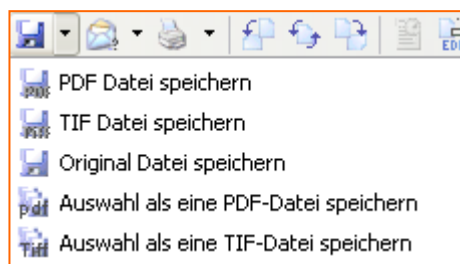 PDF Datei speichern
TIF Datei speichern
Original Datei speichern
Auswahl als eine PDF-Datei speichern
Auswahl als eine TIF-Datei speichern